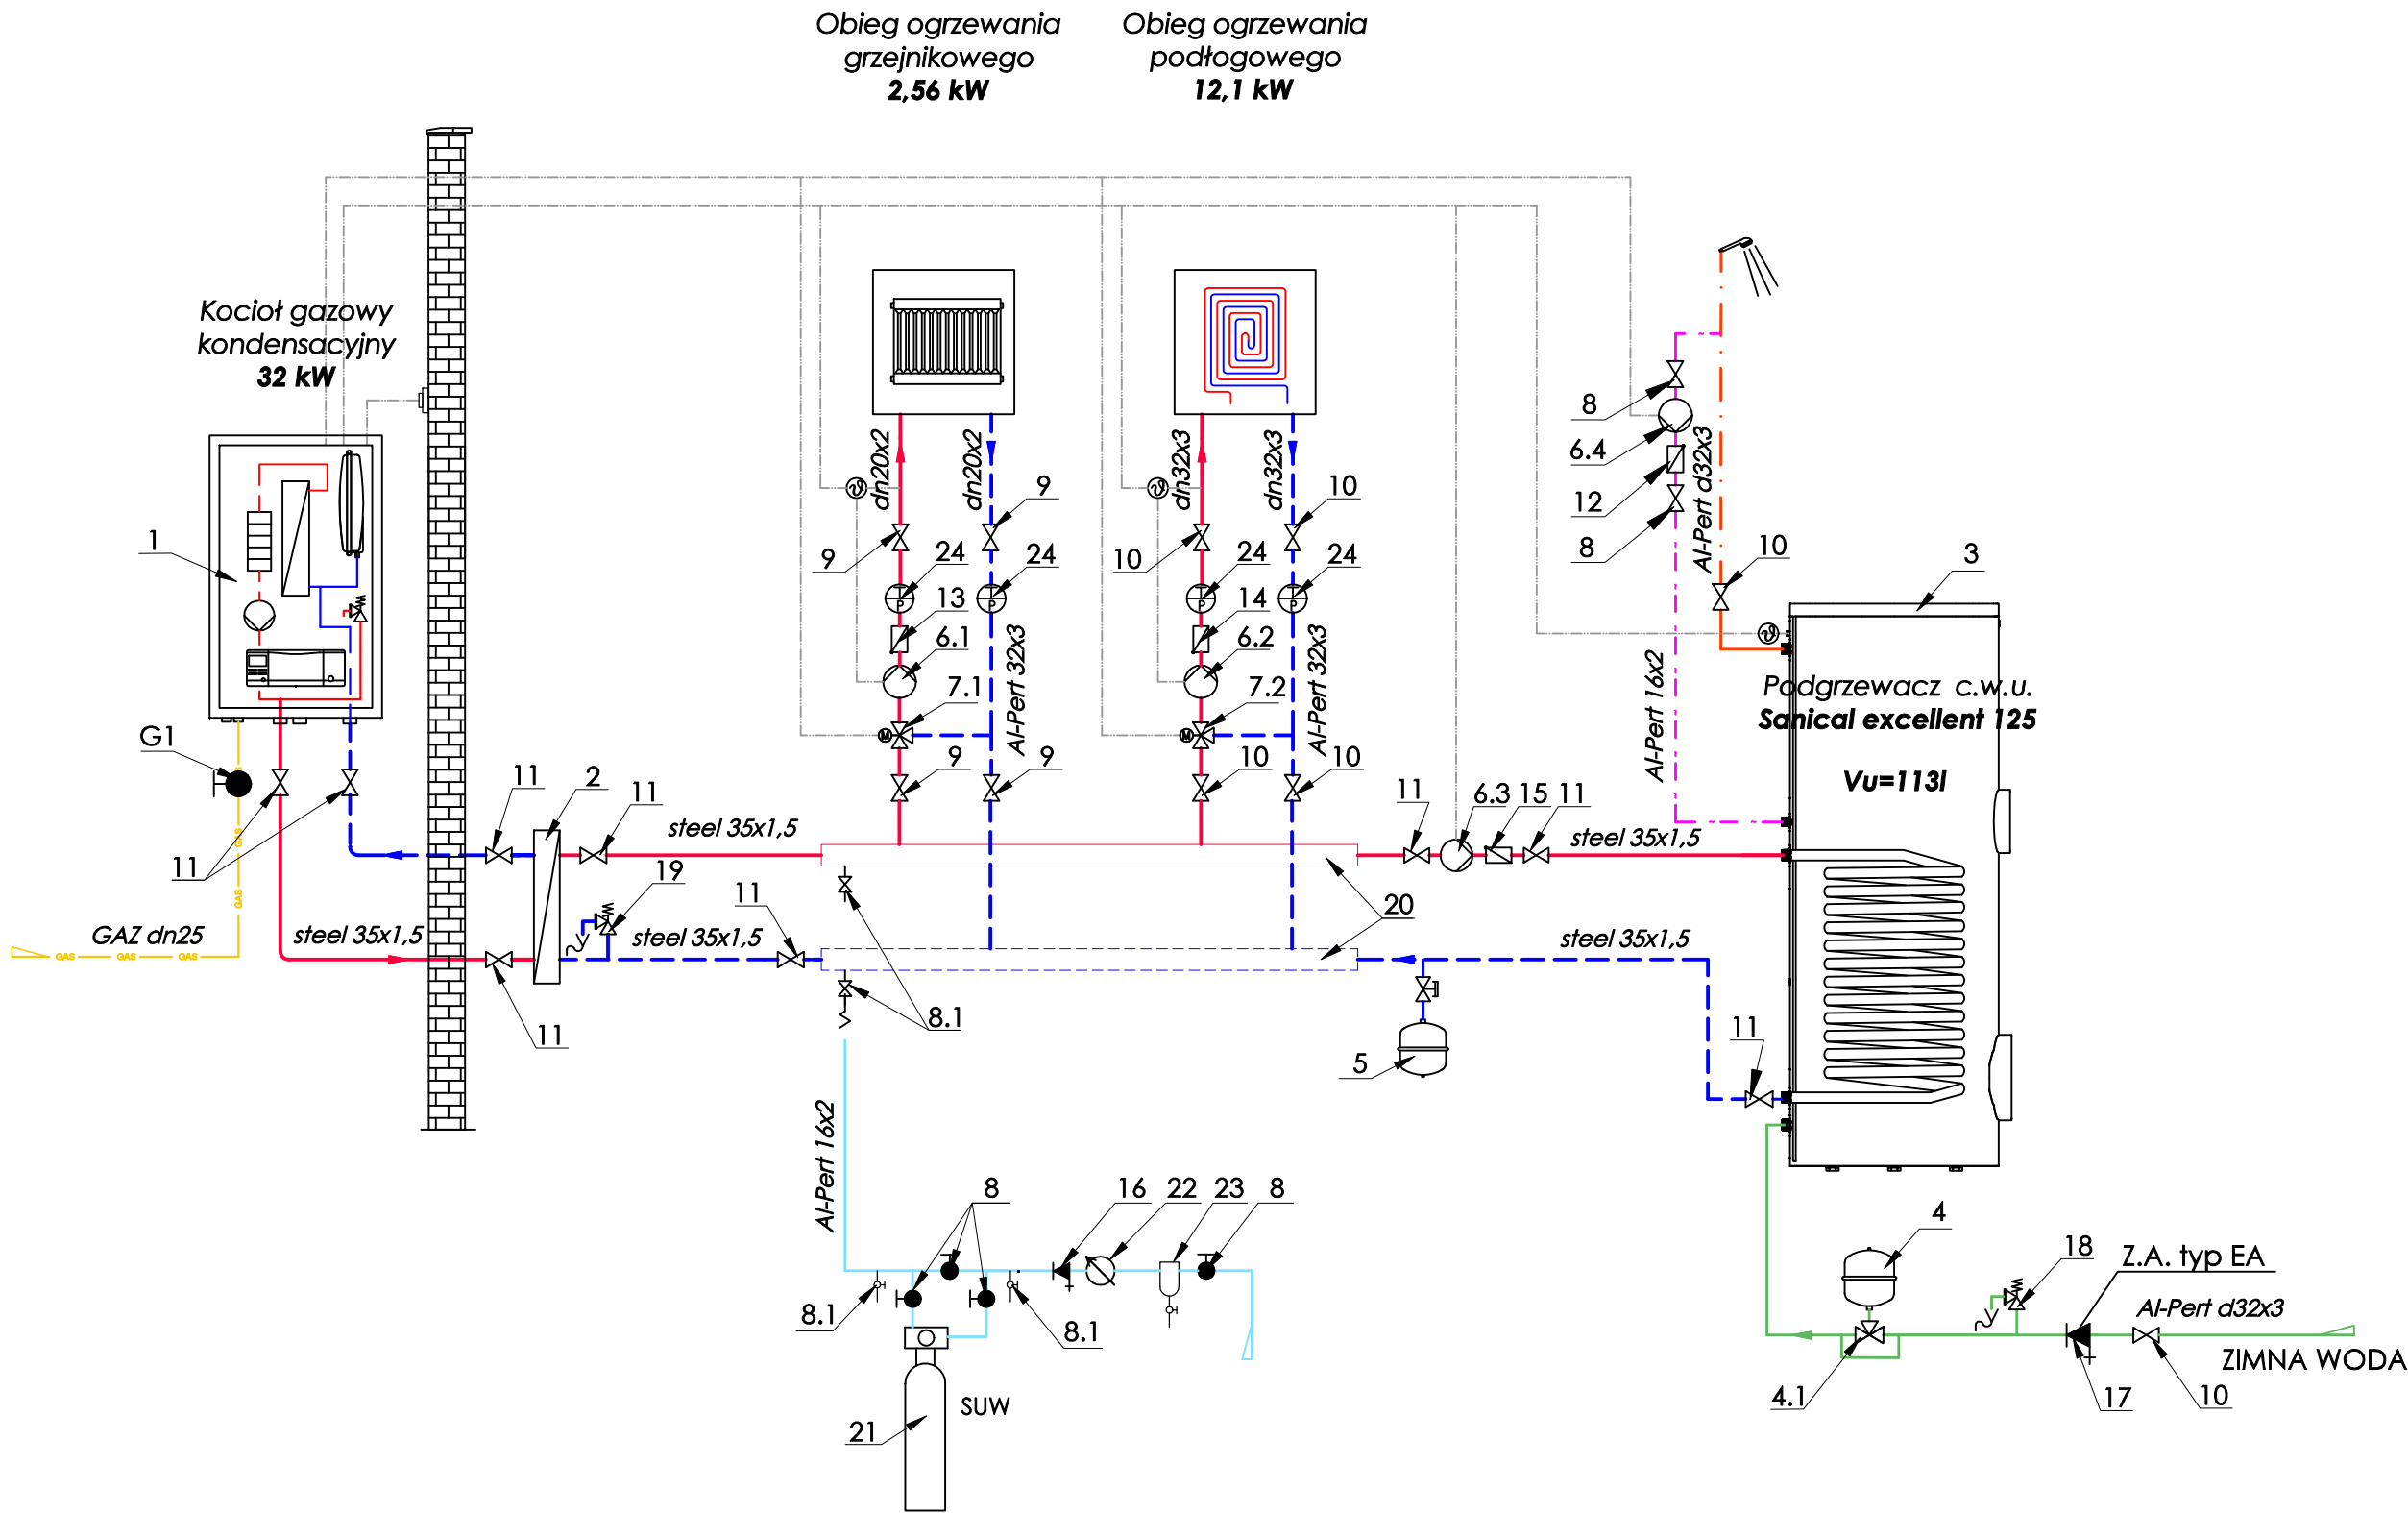 Obieg ogrzewania
grzejnikowego
2,56 kW
Obieg ogrzewania
podłogowego
12,1 kW
Kocioł gazowy
kondensacyjny
32 kW
1
G1
11
GAS
GAS
GAZ dn25
GAS GAS GAS
steel 35x1,5
11
2
11
steel 35x1,5
19
steel 35x1,5
11
11
dn20x2
dn20x2
9
9
24
24
13
6.1
7.1
M
P
P
Al-Pert 32x3
9
9
dn32x3
dn32x3
10
10
24
24
14
6.2
7.2
M
P
P
Al-Pert 32x3
10
10
11
6.3
15
11
steel 35x1,5
20
steel 35x1,5
8.1
5
11
8
6.4
12
8
Al-Pert d32x3
10
3
Al-Pert 16x2
Podgrzewacz c.w.u.
Sanical excellent 125
Vu=113l
Al-Pert 16x2
8
16
22
23
8
8.1
8.1
21
SUW
4
18
Z.A. typ EA
Al-Pert d32x3
ZIMNA WODA
4.1
17
10